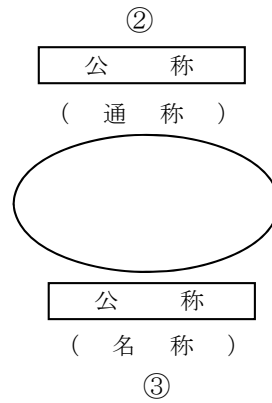 ②
公　称
（ 通 称 ）
公　称
（ 名 称 ）
③